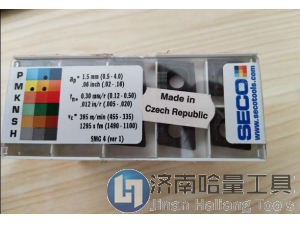 P
M
K
N
S
H
ap= 1.5 mm (0.5 - 4.0)
.06 inch (.02 - .16)
fn= 0.30 mm/r (0.12 - 0.50)
.012 in/r (.005 - .020)
vc= 395 m/min (455 - 335)
1295 s fm (1490 - 1100)
SMG 4 (ver 1)
Made in
Czech Republic
SECO
www.secotools.com
济南哈量工具
Jinan Haliang Tools